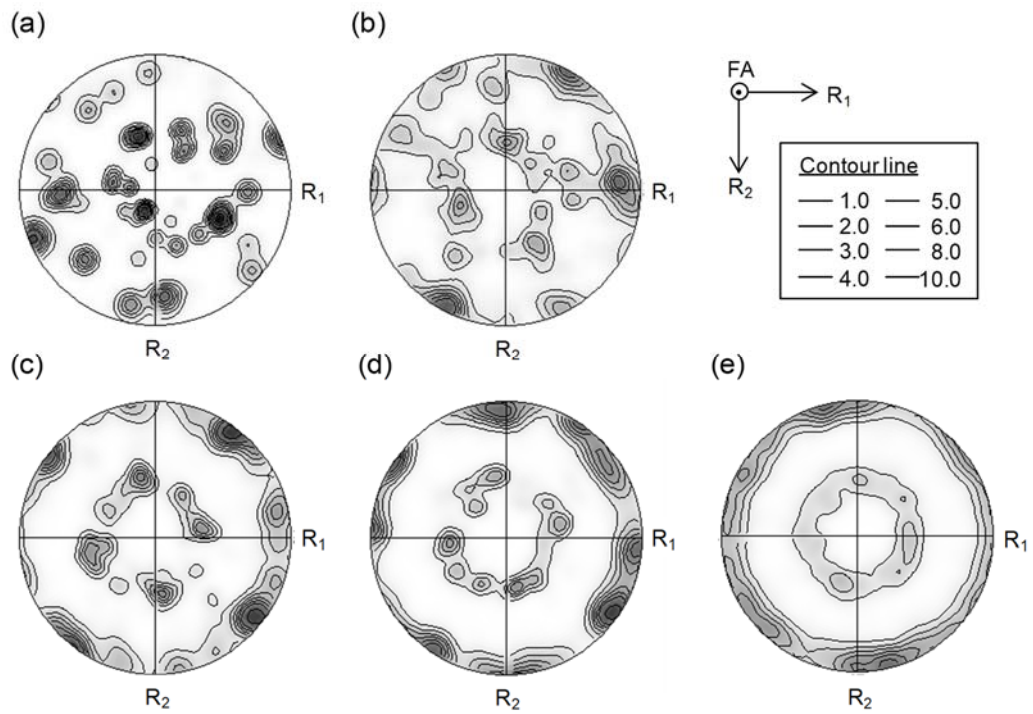 (a)
(b)
FA
R₁
R₂
Contour line
1.0 5.0
2.0 6.0
3.0 8.0
4.0 10.0
R₁
R₁
R₂
R₂
(c)
(d)
(e)
R₁
R₁
R₁
R₂
R₂
R₂